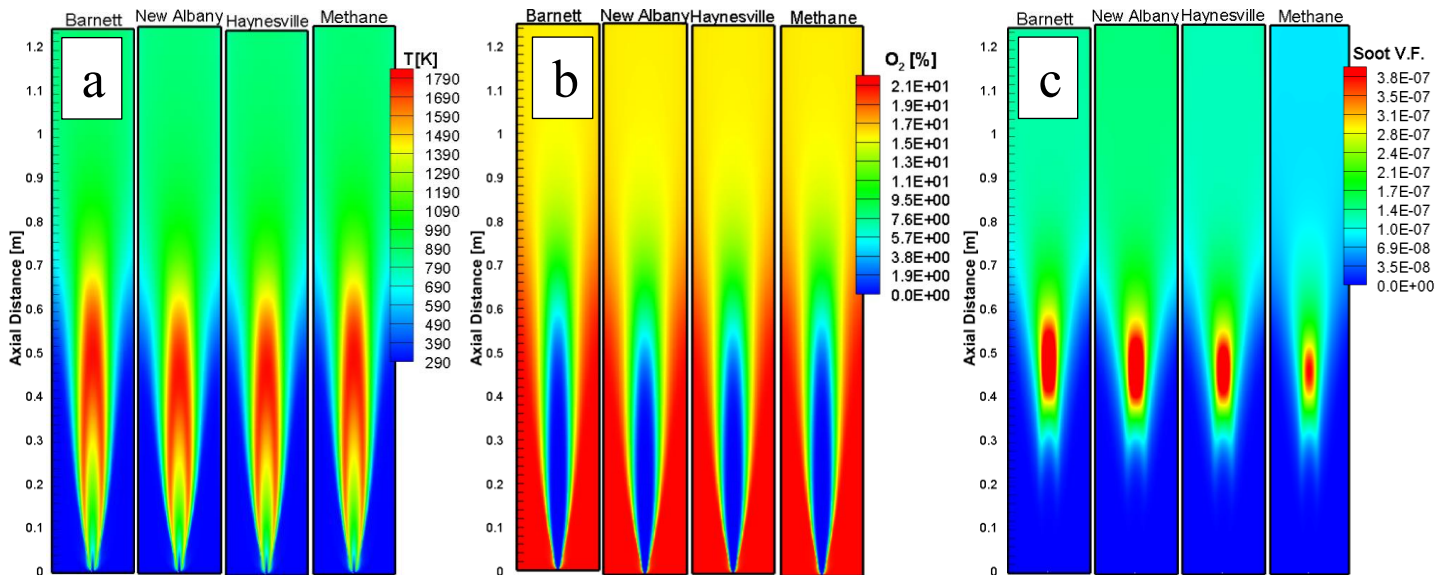 Barnett New Albany Haynesville Methane
a
T[K]
1790
1690
1590
1490
1390
1290
1190
1090
990
890
790
690
590
490
390
290
Axial Distance [m]
1.2
1.1
1
0.9
0.8
0.7
0.6
0.5
0.4
0.3
0.2
0.1
0
Barnett New Albany Haynesville Methane
b
O2 [%]
2.1E+01
1.9E+01
1.7E+01
1.5E+01
1.3E+01
1.1E+01
9.5E+00
7.6E+00
5.7E+00
3.8E+00
1.9E+00
0.0E+00
Axial Distance [m]
1.2
1.1
1
0.9
0.8
0.7
0.6
0.5
0.4
0.3
0.2
0.1
0
Barnett New Albany Haynesville Methane
c
Soot V.F.
3.8E-07
3.5E-07
3.1E-07
2.8E-07
2.4E-07
2.1E-07
1.7E-07
1.4E-07
1.0E-07
6.9E-08
3.5E-08
0.0E+00
Axial Distance [m]
1.2
1.1
1
0.9
0.8
0.7
0.6
0.5
0.4
0.3
0.2
0.1
0